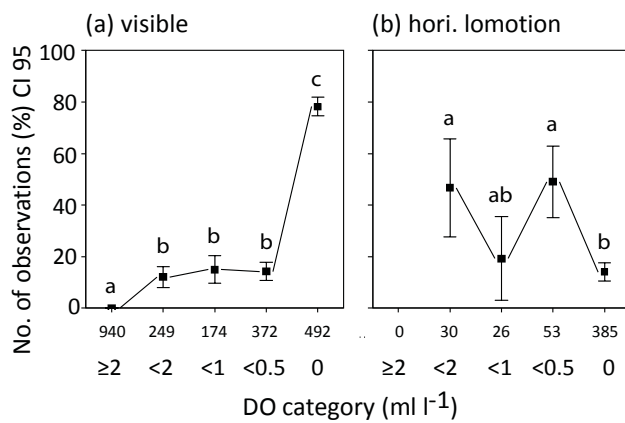 (a) visible
(b) hori. lomotion
No. of observations (%) CI 95
100
80
60
40
20
0
a
b
b
b
c
a
ab
a
b
940 249 174 372 492
.. 0 30 26 53 385
≥2 <2 <1 <0.5 0
≥2 <2 <1 <0.5 0
DO category (ml l-1)